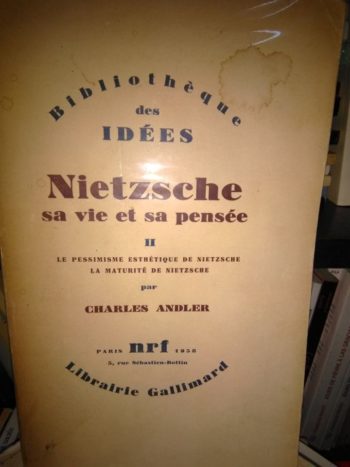 Bibliothèque
des
IDÉES
Nietzsche
sa vie et sa pensée
II
LE PESSIMISME ESTHÉTIQUE DE NIETZSCHE
LA MATURITÉ DE NIETZSCHE
par
CHARLES ANDLER
PARIS nrf 1958
5, rue Sébastien-Bottin
Librairie Gallimard